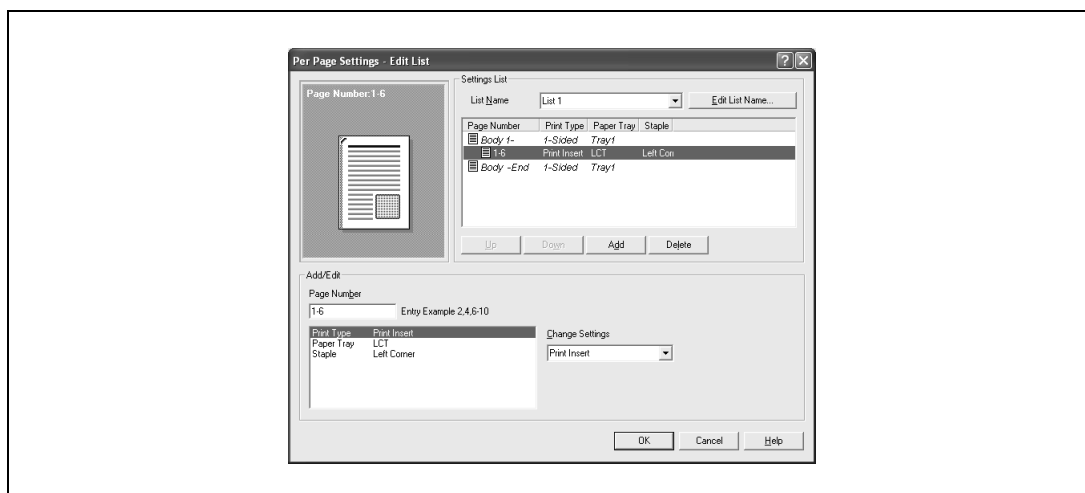 Per Page Settings - Edit List
Page Number:1-6
Settings List
List Name List 1 Edit List Name...
Page Number Print Type Paper Tray Staple
Body 1- 1-Sided Tray1
1-6 Print Insert LCT Left Corr
Body -End 1-Sided Tray1
Up Down Add Delete
Add/Edit
Page Number
1-6 Entry Example 2,4,6-10
Print Type Print Insert
Paper Tray LCT
Staple Left Corner
Change Settings
Print Insert
OK Cancel Help